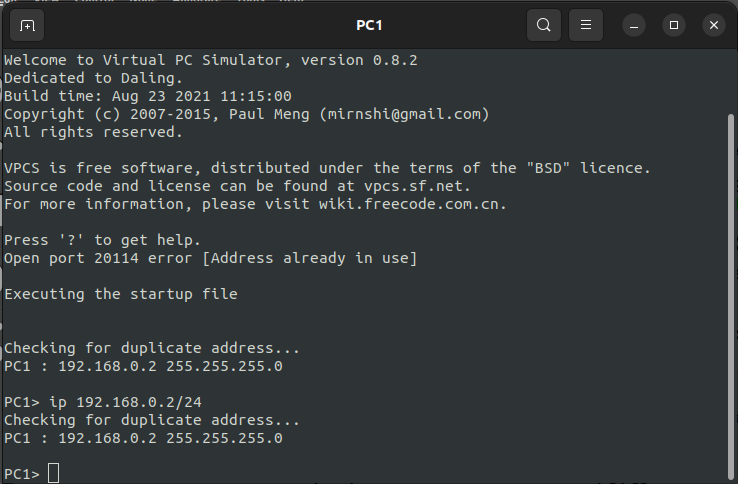 PC1
Welcome to Virtual PC Simulator, version 0.8.2
Dedicated to Daling.
Build time: Aug 23 2021 11:15:00
Copyright (c) 2007-2015, Paul Meng (mirnshi@gmail.com)
All rights reserved.
VPCS is free software, distributed under the terms of the "BSD" licence.
Source code and license can be found at vpcs.sf.net.
For more information, please visit wiki.freecode.com.cn.
Press '?' to get help.
Open port 20114 error [Address already in use]
Executing the startup file
Checking for duplicate address...
PC1 : 192.168.0.2 255.255.255.0
PC1> ip 192.168.0.2/24
Checking for duplicate address...
PC1 : 192.168.0.2 255.255.255.0
PC1>